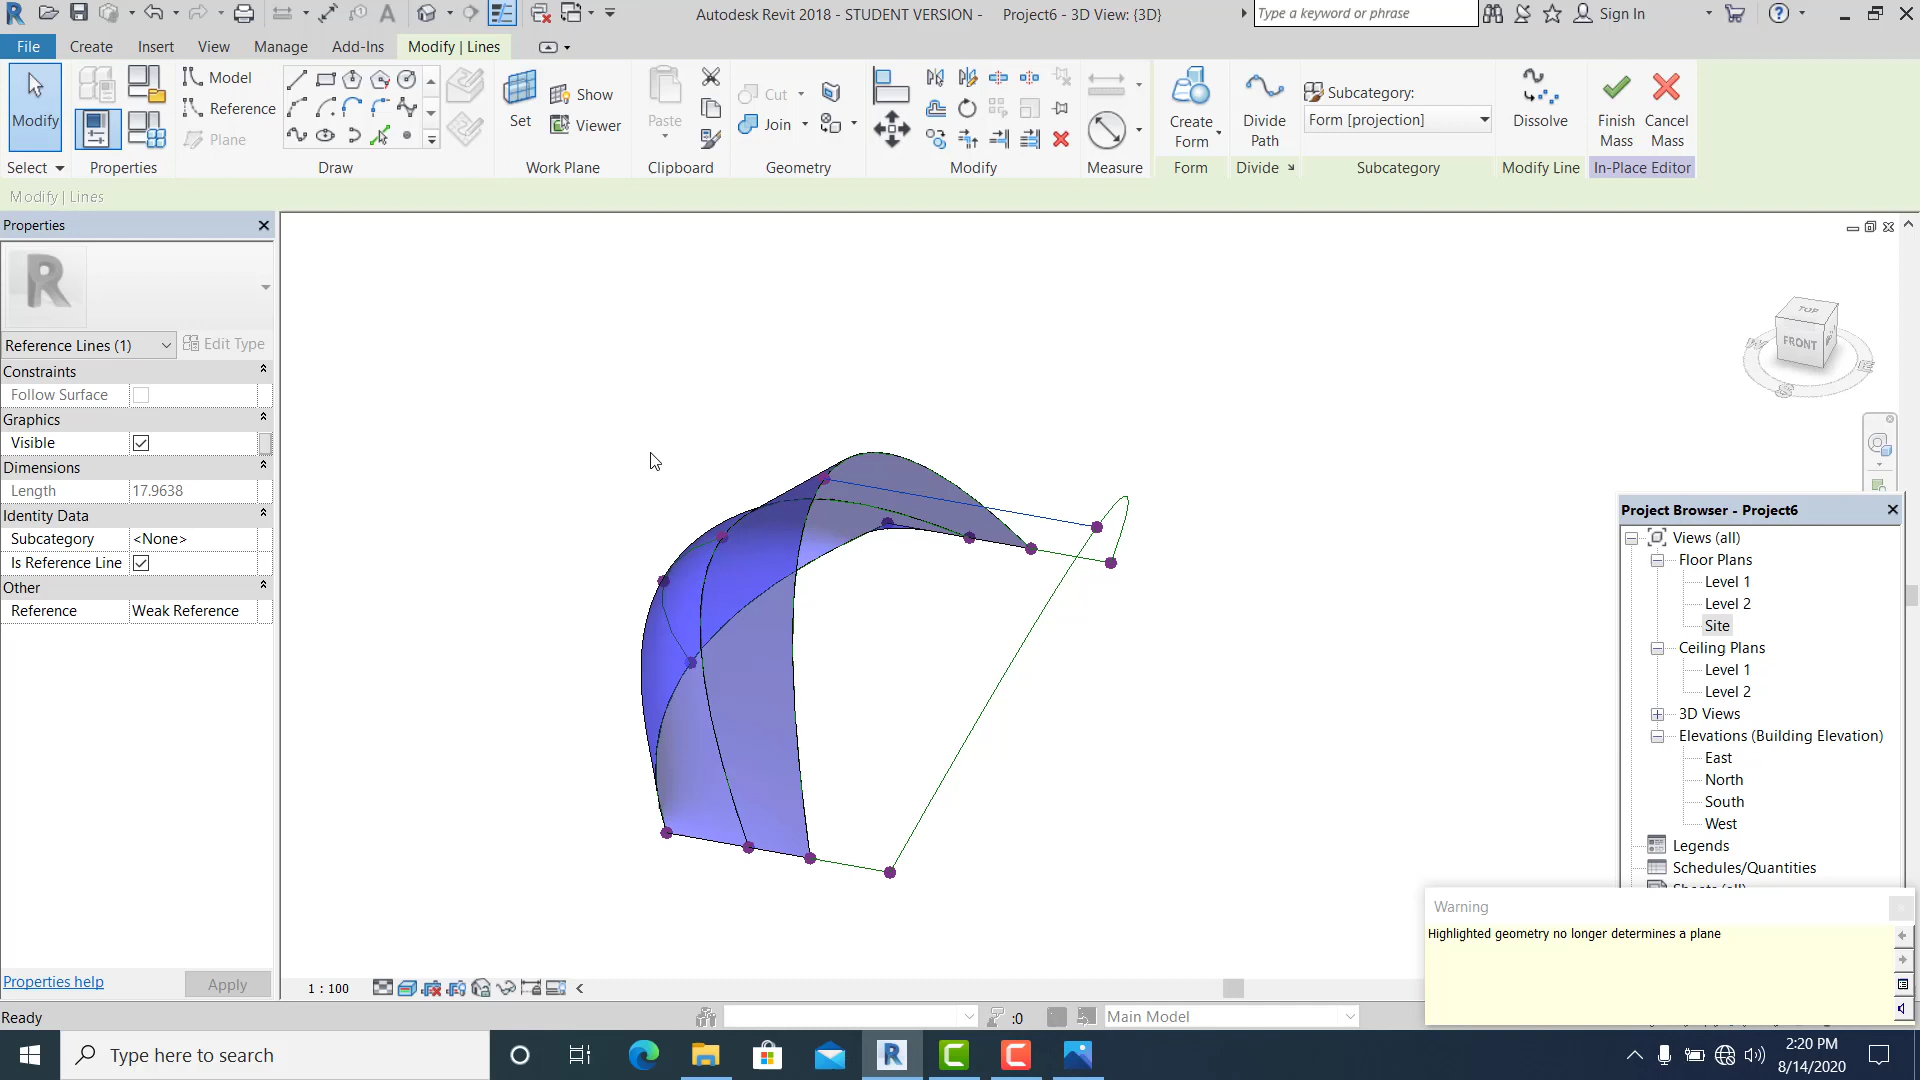 Autodesk Revit 2018 - STUDENT VERSION - Project6 - 3D View: {3D}
Type a keyword or phrase
Sign In
File Create Insert View Manage Add-Ins Modify | Lines
Modify
Model
Reference
Plane
Set
Show
Viewer
Paste
Cut
Join
Create Form
Divide Path
Subcategory:
Form [projection]
Dissolve
Finish Mass
Cancel Mass
Select Properties Draw Work Plane Clipboard Geometry Modify Measure Form Divide Subcategory Modify Line In-Place Editor
Modify | Lines
Properties
Reference Lines (1)
Edit Type
Constraints
Follow Surface
Graphics
Visible
Dimensions
Length 17.9638
Identity Data
Subcategory <None>
Is Reference Line
Other
Reference Weak Reference
Properties help
Apply
TOP
FRONT
S
Project Browser - Project6
Views (all)
Floor Plans
Level 1
Level 2
Site
Ceiling Plans
Level 1
Level 2
3D Views
Elevations (Building Elevation)
East
North
South
West
Legends
Schedules/Quantities
Sheets (all)
Warning
Highlighted geometry no longer determines a plane
1 : 100
Ready
:0
Main Model
Type here to search
2:20 PM
8/14/2020